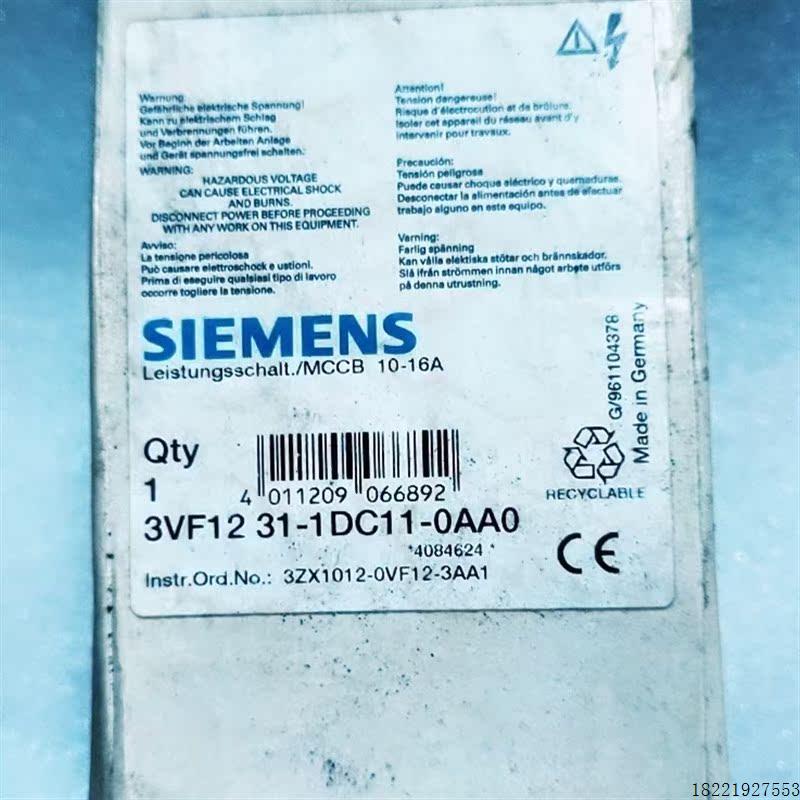 Warnung
Gefährliche elektrische Spannung!
Kann zu elektrischem Schlag
und Verbrennungen führen.
Vor Beginn der Arbeiten Anlage
und Gerät spannungsfrei schalten.
WARNING:
HAZARDOUS VOLTAGE
CAN CAUSE ELECTRICAL SHOCK
AND BURNS.
DISCONNECT POWER BEFORE PROCEEDING
WITH ANY WORK ON THIS EQUIPMENT.
Avviso:
La tensione pericolosa
Può causare elettroschock e ustioni.
Prima di eseguire qualsiasi tipo di lavoro
occorre togliere la tensione.
Attention!
Tension dangereuse!
Risque d'électrocution et de brûlure.
Isoler cet appareil du réseau avant d'y
intervenir pour travaux.
Precaución:
Tensión peligrosa
Puede causar choque eléctrico y quemaduras.
Desconectar la alimentación antes de efectuar
trabajo alguno en este equipo.
Varning:
Farlig spänning
Kan vålla elektiska stötar och brännskador.
Slå ifrån strömmen innan något arbete utförs
på denna utrustning.
SIEMENS
Leistungsschalt./MCCB 10-16A
G/961104378
Made in Germany
Qty
1
4 011209 066892
RECYCLABLE
3VF12 31-1DC11-0AA0
*4084624 *
CE
Instr.Ord.No.: 3ZX1012-0VF12-3AA1
18221927553